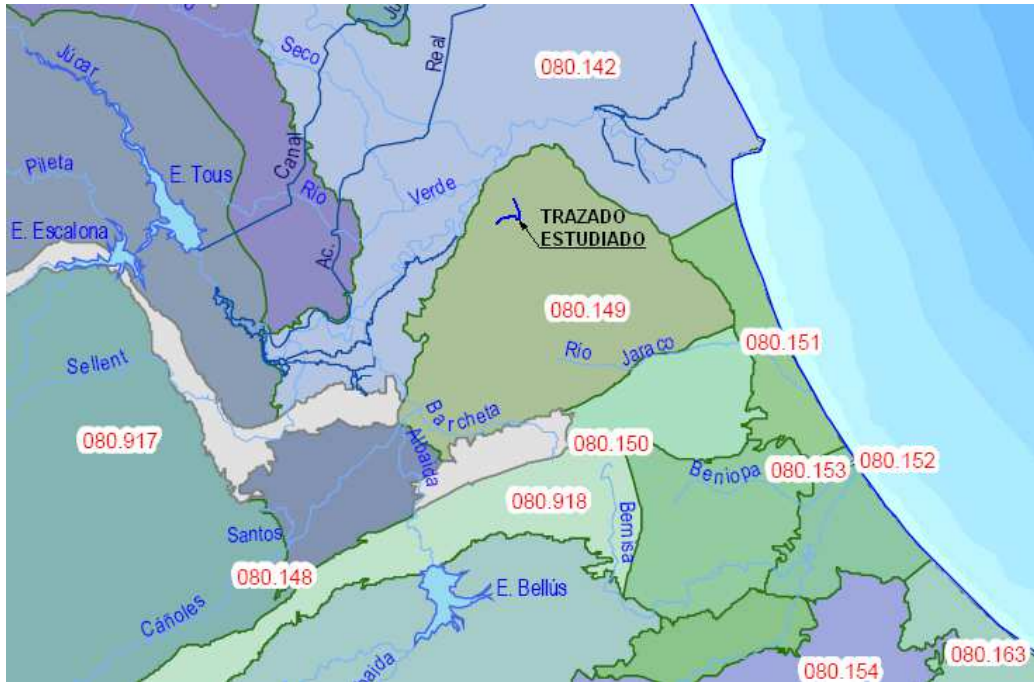 Seco
Real
080.142
Júcar
Canal
Pileta
E. Tous
Río
Verde
E. Escalona
TRAZADO
ESTUDIADO
Ac.
080.149
Río Jaraco
080.151
Sellent
Barcheta
080.917
Albaida
080.150
080.153
080.152
Beniopa
080.918
Bernisa
Santos
080.148
E. Bellús
Cáñoles
aida
080.154
080.163